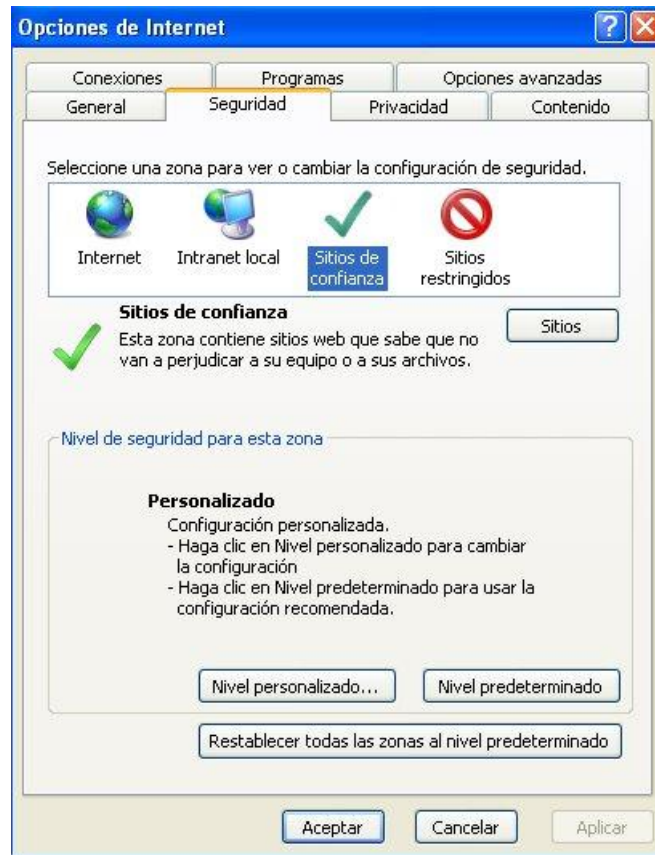 Opciones de Internet
Conexiones
Programas
Opciones avanzadas
General
Seguridad
Privacidad
Contenido
Seleccione una zona para ver o cambiar la configuración de seguridad.
Internet
Intranet local
Sitios de
confianza
Sitios
restringidos
Sitios de confianza
Esta zona contiene sitios web que sabe que no
van a perjudicar a su equipo o a sus archivos.
Sitios
Nivel de seguridad para esta zona
Personalizado
Configuración personalizada.
- Haga clic en Nivel personalizado para cambiar
la configuración
- Haga clic en Nivel predeterminado para usar la
configuración recomendada.
Nivel personalizado...
Nivel predeterminado
Restablecer todas las zonas al nivel predeterminado
Aceptar
Cancelar
Aplicar